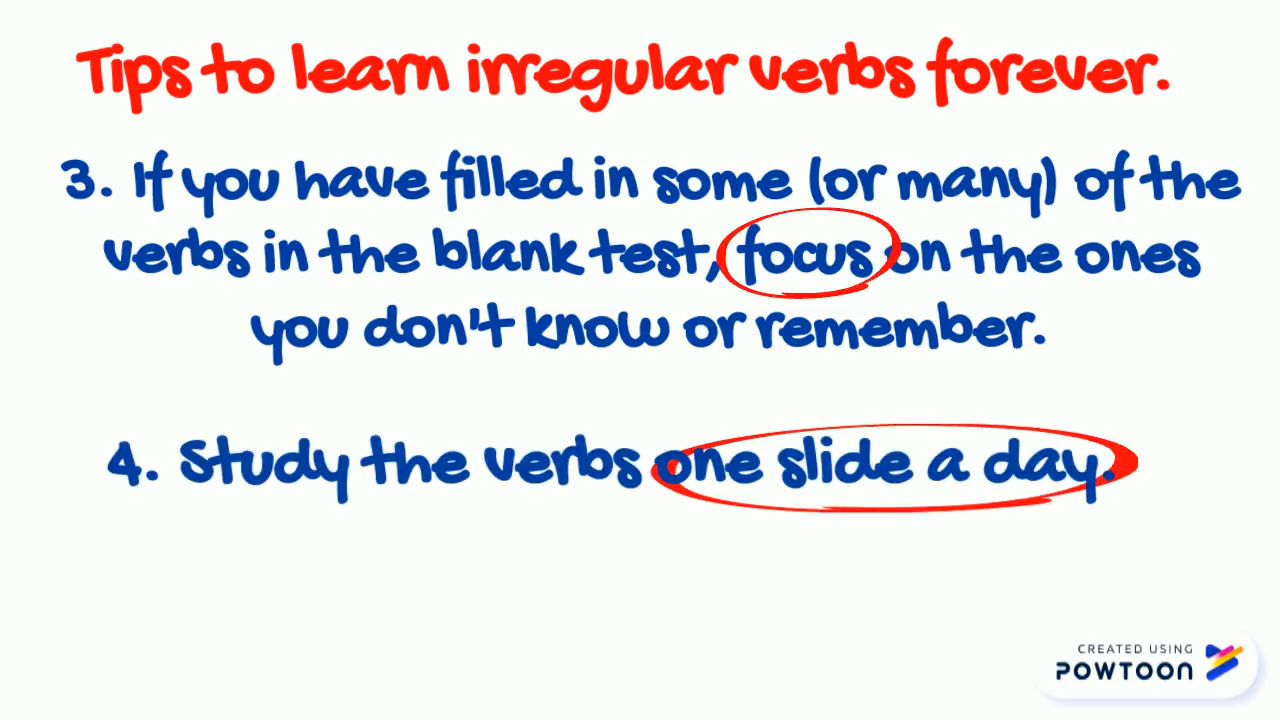 Tips to learn irregular verbs forever.
3. If you have filled in some (or many) of the
verbs in the blank test, focus on the ones
you don't know or remember.
4. Study the verbs one slide a day.
CREATED USING
POWTOON